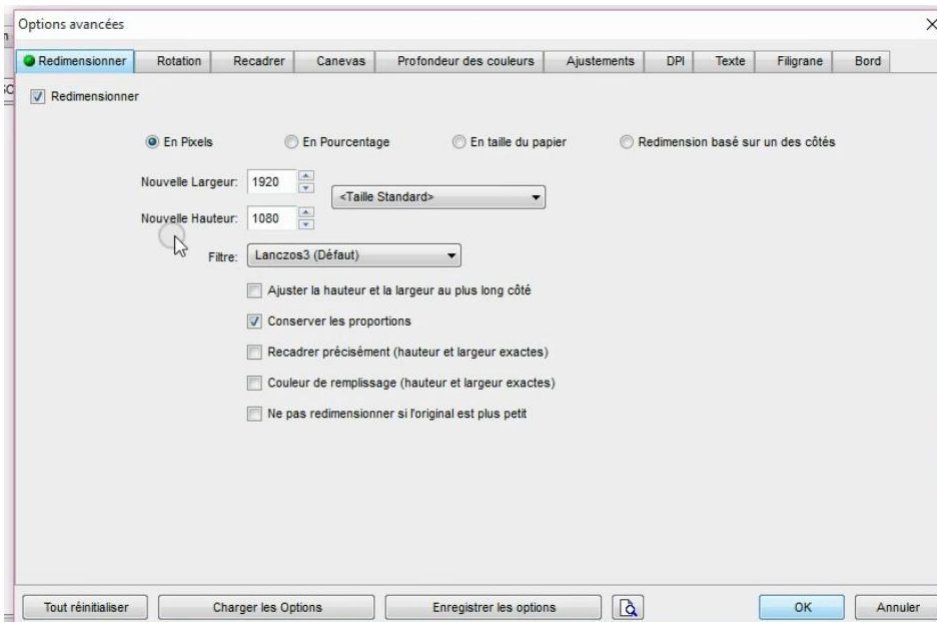 Options avancées
Redimensionner Rotation Recadrer Canevas Profondeur des couleurs Ajustements DPI Texte Filigrane Bord
Redimensionner
En Pixels En Pourcentage En taille du papier Redimension basé sur un des côtés
Nouvelle Largeur: 1920
<Taille Standard>
Nouvelle Hauteur: 1080
Filtre: Lanczos3 (Défaut)
Ajuster la hauteur et la largeur au plus long côté
Conserver les proportions
Recadrer précisément (hauteur et largeur exactes)
Couleur de remplissage (hauteur et largeur exactes)
Ne pas redimensionner si l'original est plus petit
Tout réinitialiser Charger les Options Enregistrer les options OK Annuler